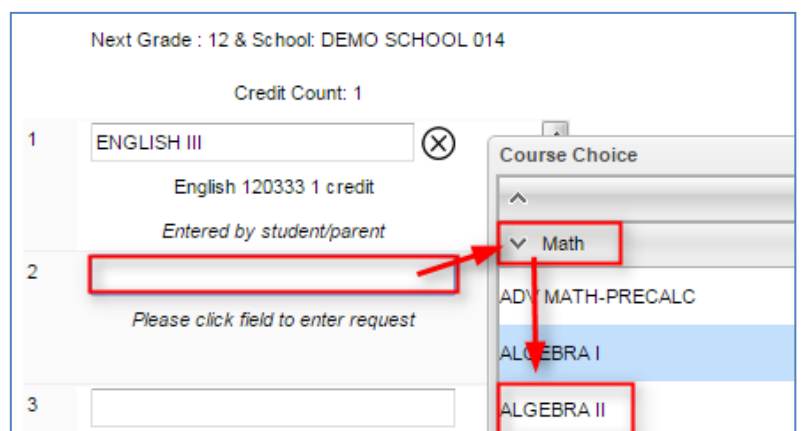 Next Grade : 12 & School: DEMO SCHOOL 014
Credit Count: 1
1
ENGLISH III
English 120333 1 credit
Entered by student/parent
2
Please click field to enter request
3
Course Choice
Math
ADV MATH-PRECALC
ALGEBRA I
ALGEBRA II